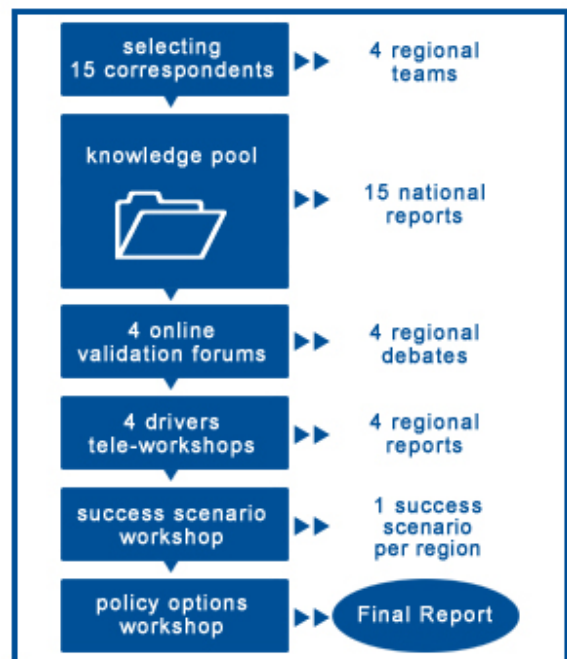 selecting
15 correspondents
4 regional
teams
knowledge pool
15 national
reports
4 online
validation forums
4 regional
debates
4 drivers
tele-workshops
4 regional
reports
success scenario
workshop
1 success
scenario
per region
policy options
workshop
Final Report